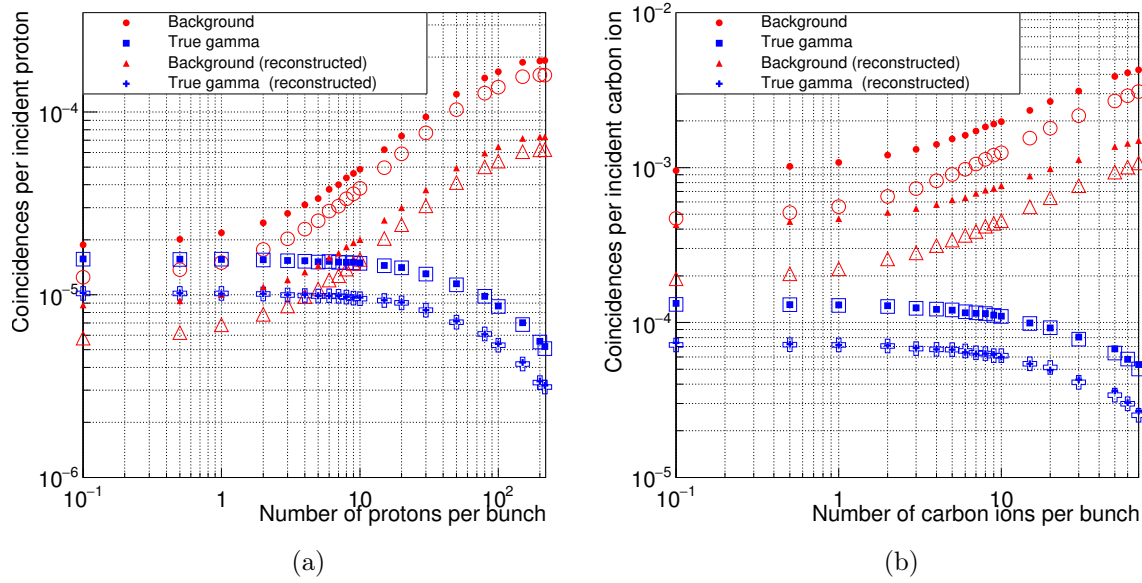 Coincidences per incident proton
Background
True gamma
Background (reconstructed)
True gamma (reconstructed)
10^-4
10^-5
10^-6
10^-1 1 10 10^2
Number of protons per bunch
(a)
Coincidences per incident carbon ion
Background
True gamma
Background (reconstructed)
True gamma (reconstructed)
10^-2
10^-3
10^-4
10^-5
10^-1 1 10
Number of carbon ions per bunch
(b)